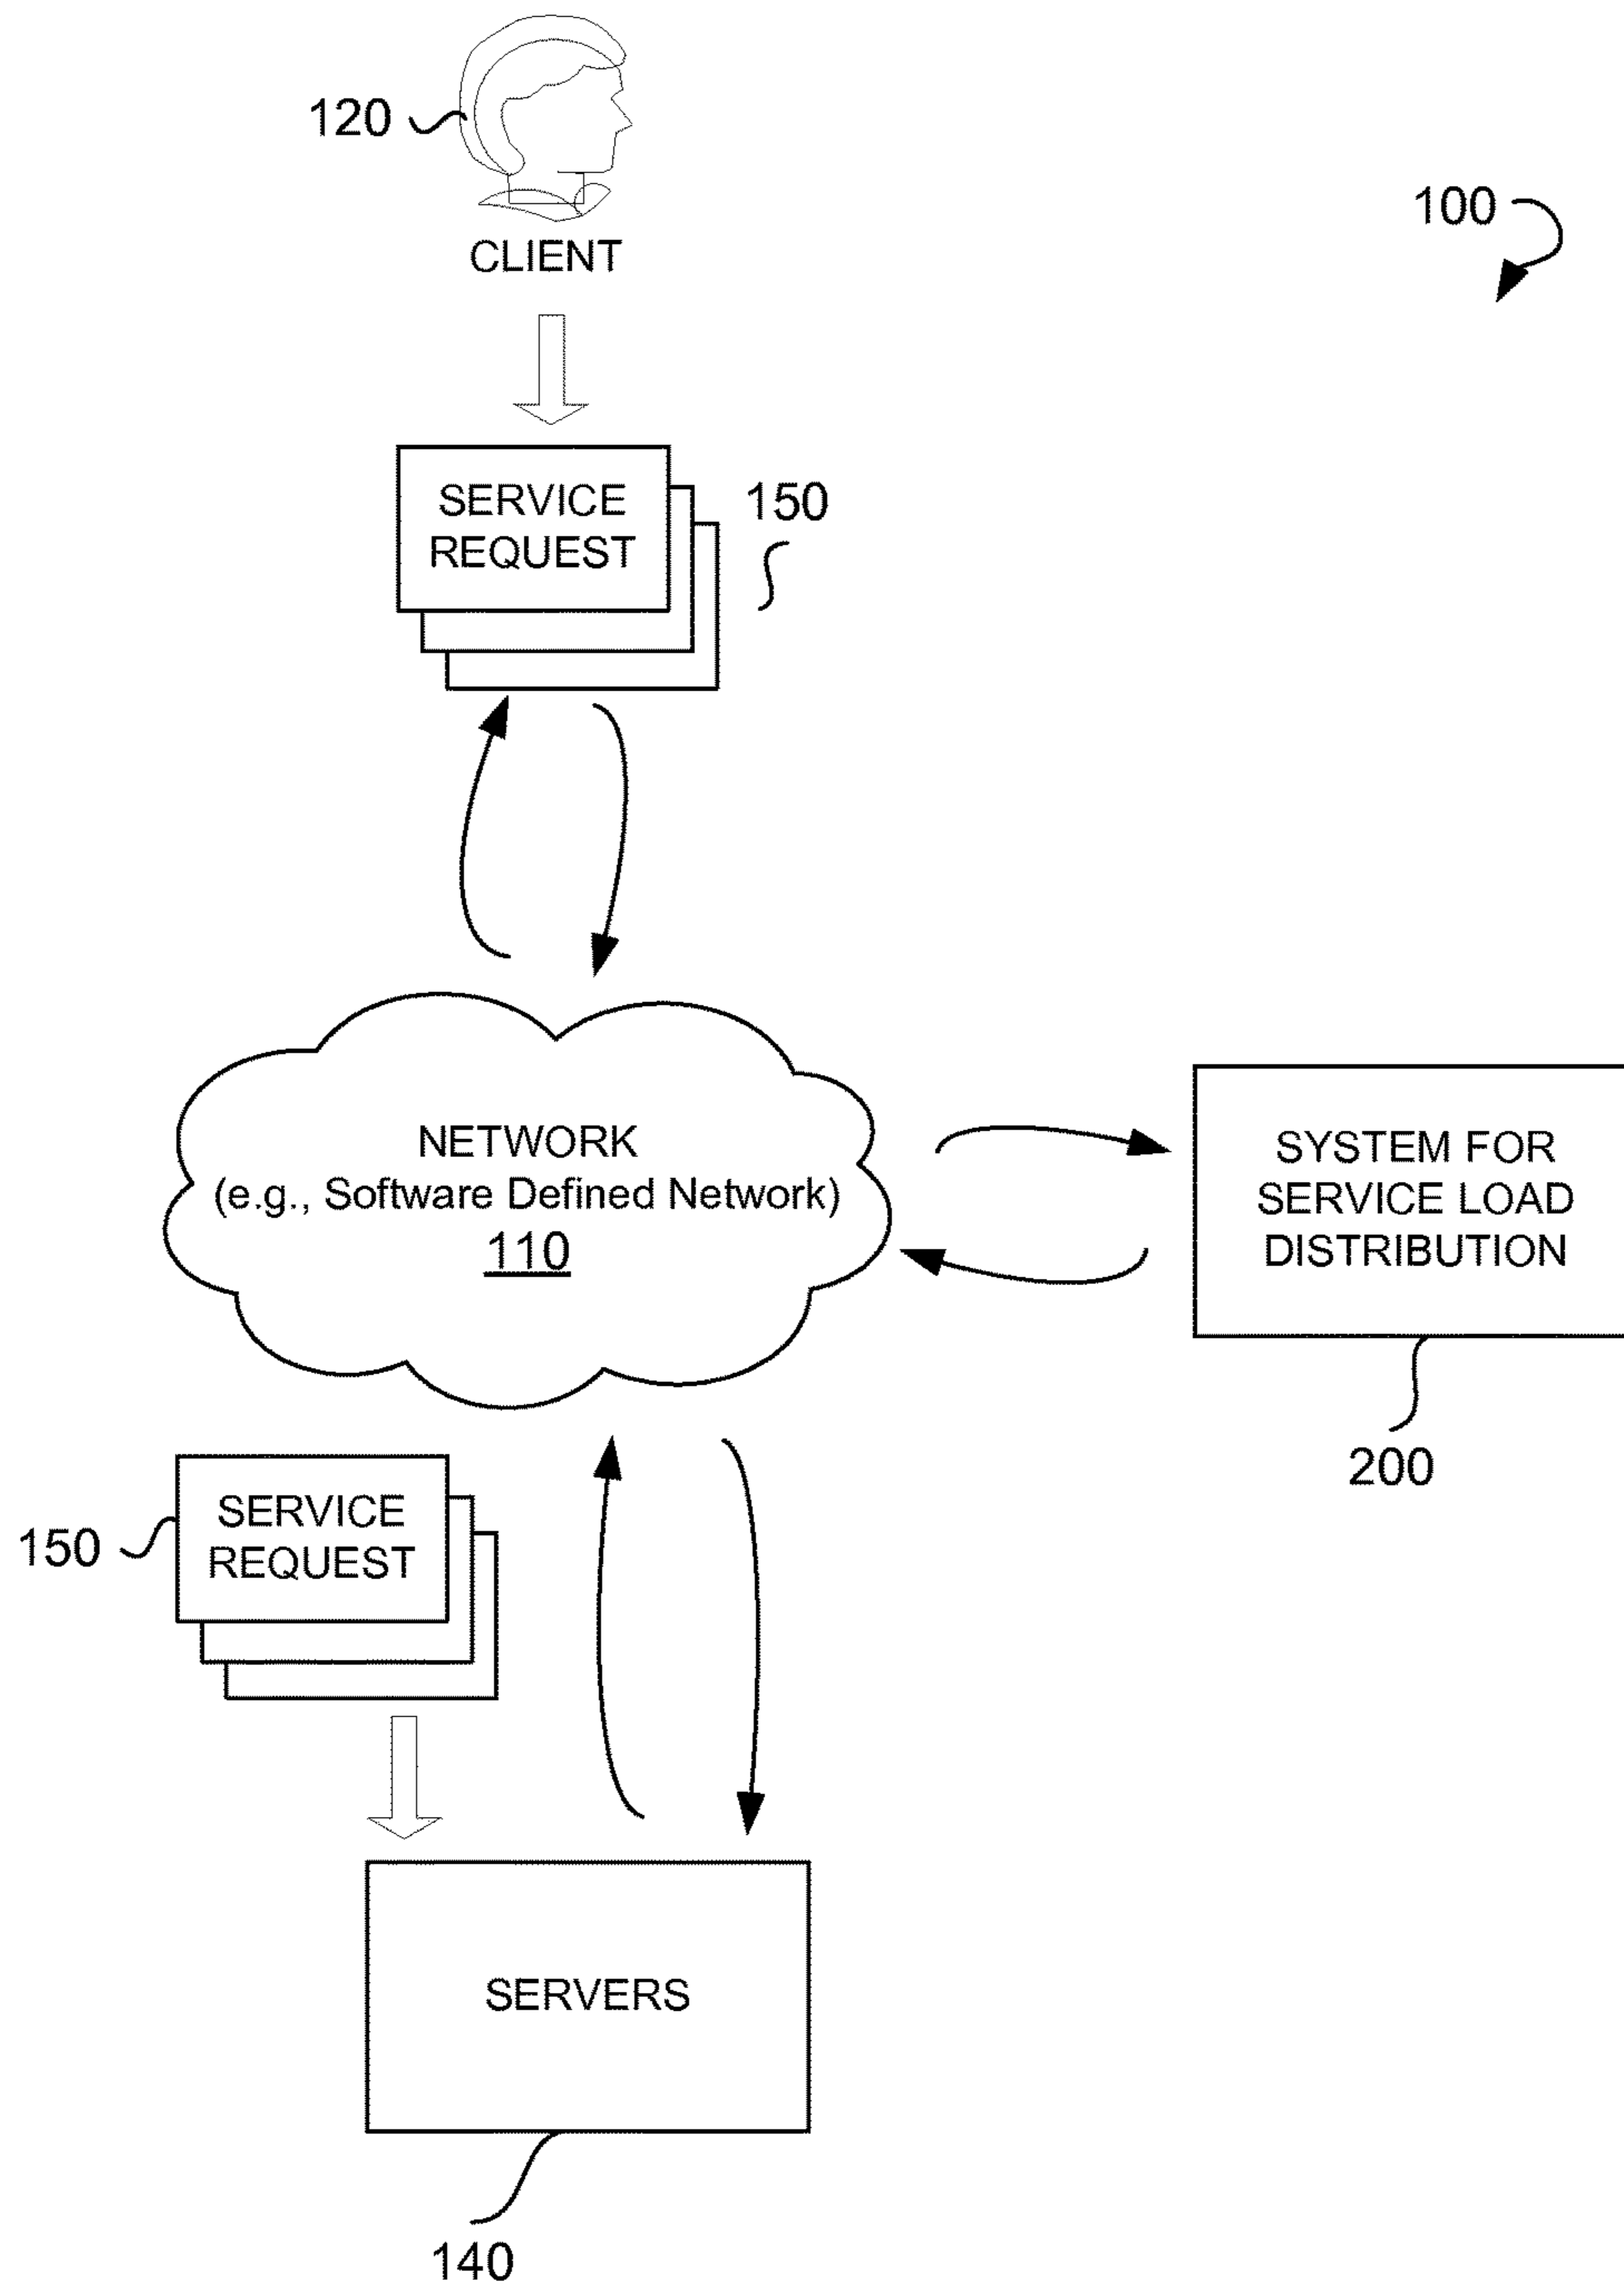 120
CLIENT
100
SERVICE
REQUEST
150
NETWORK
(e.g., Software Defined Network)
110
SYSTEM FOR
SERVICE LOAD
DISTRIBUTION
200
SERVICE
REQUEST
150
SERVERS
140